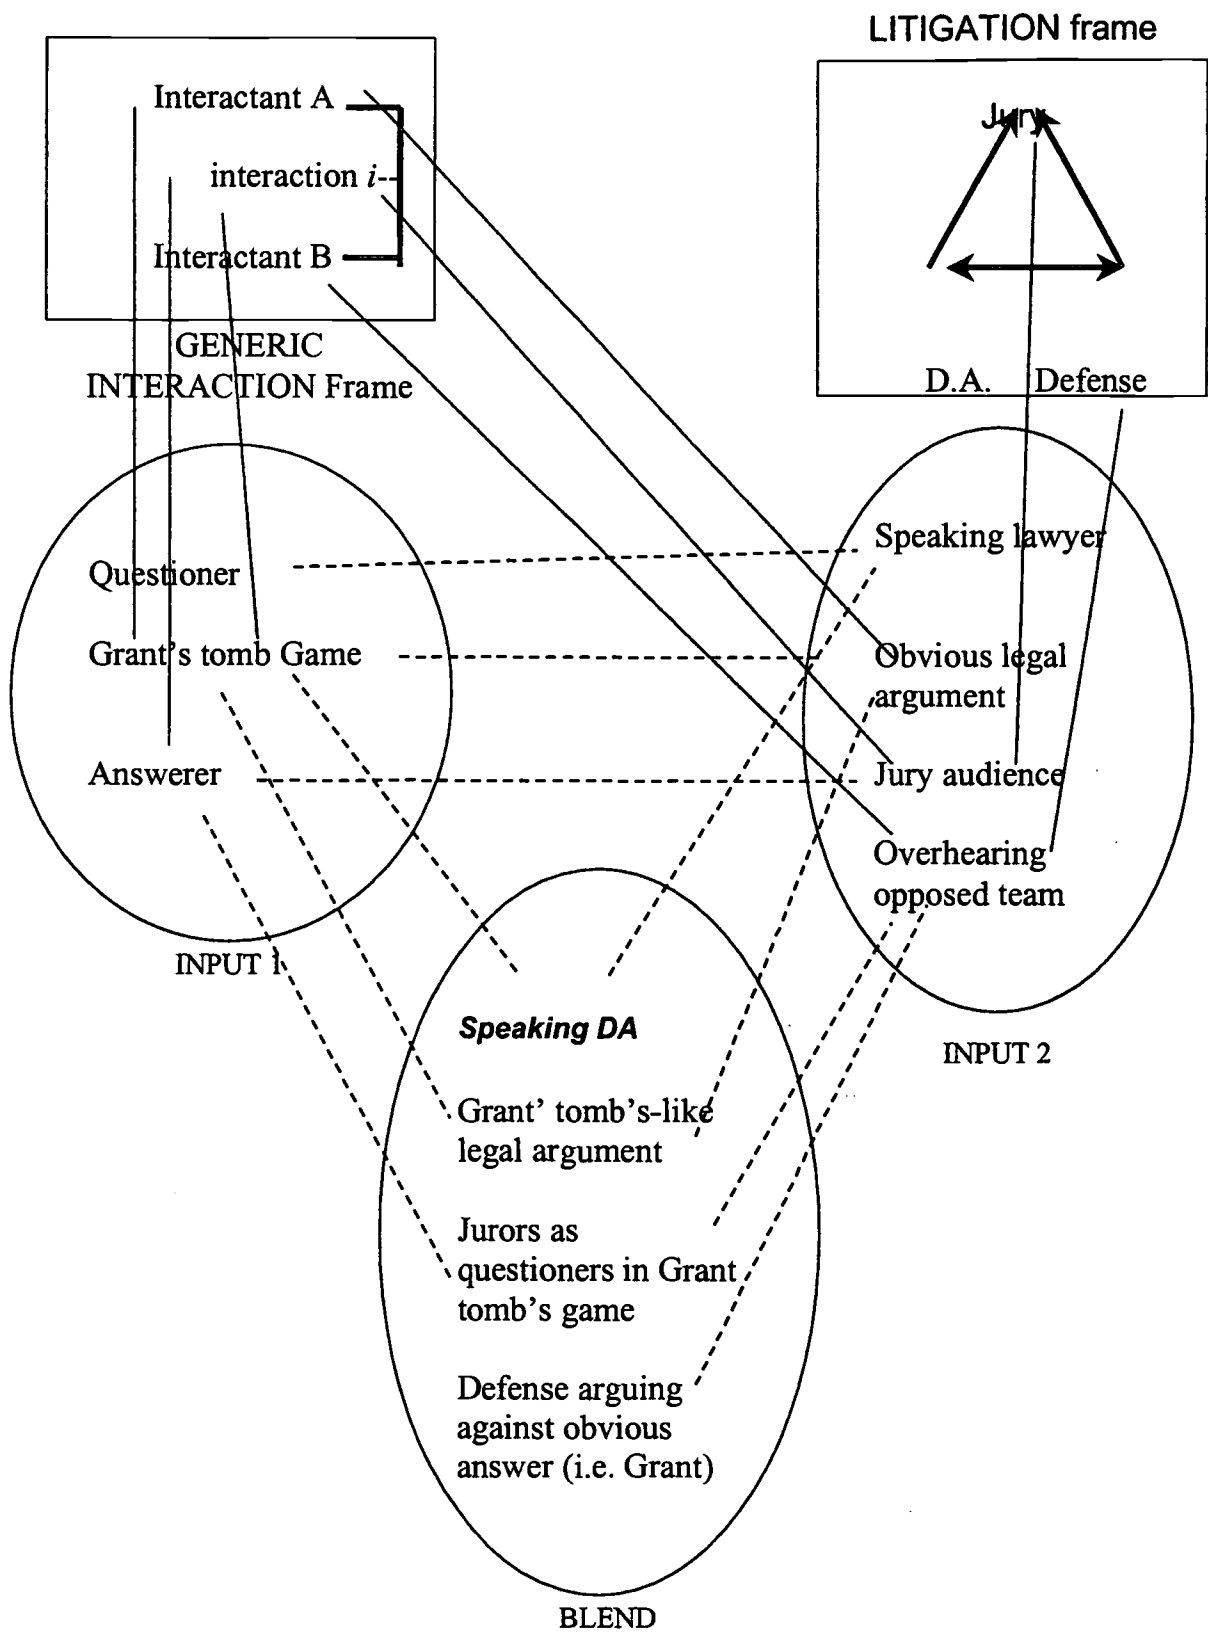 LITIGATION frame
Interactant A
interaction i
Interactant B
GENERIC
INTERACTION Frame
Jury
D.A.
Defense
Questioner
Grant's tomb Game
Answerer
INPUT 1
Speaking lawyer
Obvious legal
argument
Jury audience
Overhearing
opposed team
INPUT 2
Speaking DA
Grant' tomb's-like
legal argument
Jurors as
questioners in Grant
tomb's game
Defense arguing
against obvious
answer (i.e. Grant)
BLEND